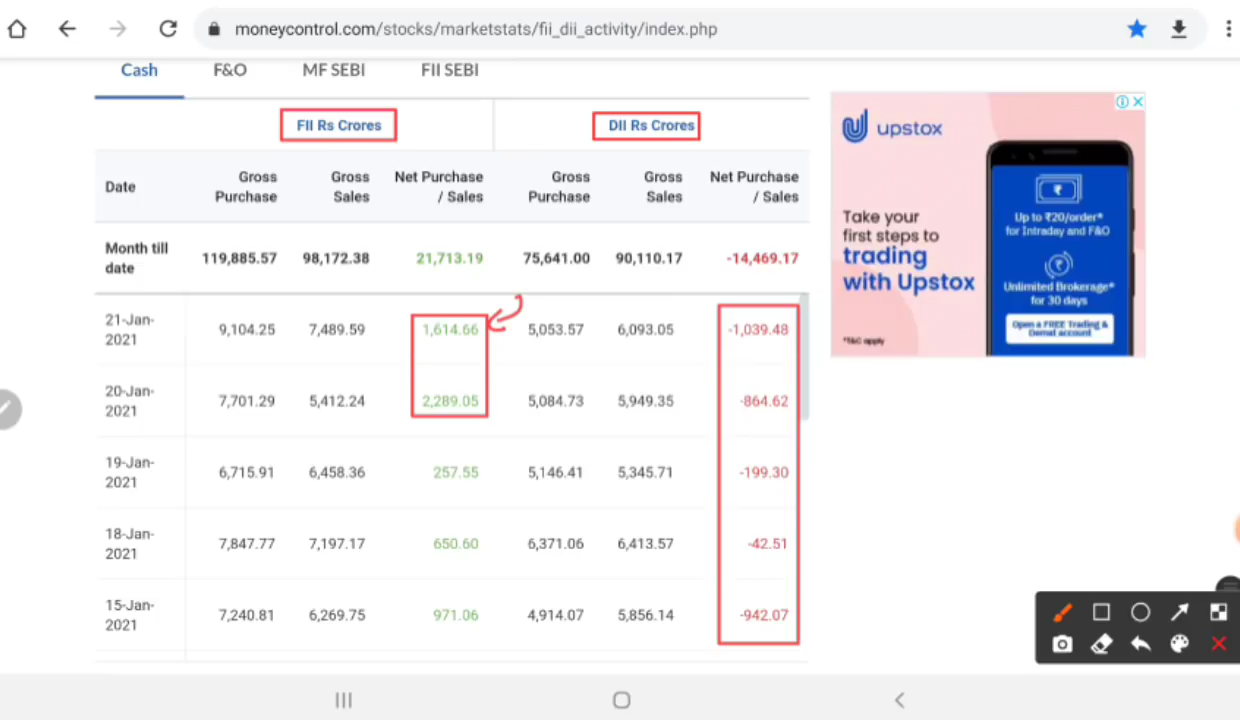 moneycontrol.com/stocks/marketstats/fii_dii_activity/index.php
Cash F&O MF SEBI FII SEBI
FII Rs Crores DII Rs Crores
Date Gross Purchase Gross Sales Net Purchase / Sales Gross Purchase Gross Sales Net Purchase / Sales
Month till date 119,885.57 98,172.38 21,713.19 75,641.00 90,110.17 -14,469.17
21-Jan-2021 9,104.25 7,489.59 1,614.66 5,053.57 6,093.05 -1,039.48
20-Jan-2021 7,701.29 5,412.24 2,289.05 5,084.73 5,949.35 -864.62
19-Jan-2021 6,715.91 6,458.36 257.55 5,146.41 5,345.71 -199.30
18-Jan-2021 7,847.77 7,197.17 650.60 6,371.06 6,413.57 -42.51
15-Jan-2021 7,240.81 6,269.75 971.06 4,914.07 5,856.14 -942.07
upstox
Take your
first steps to
trading
with Upstox
*T&C apply
Up to ₹20/order*
for Intraday and F&O
Unlimited Brokerage*
for 30 days
Open a FREE Trading &
Demat account*